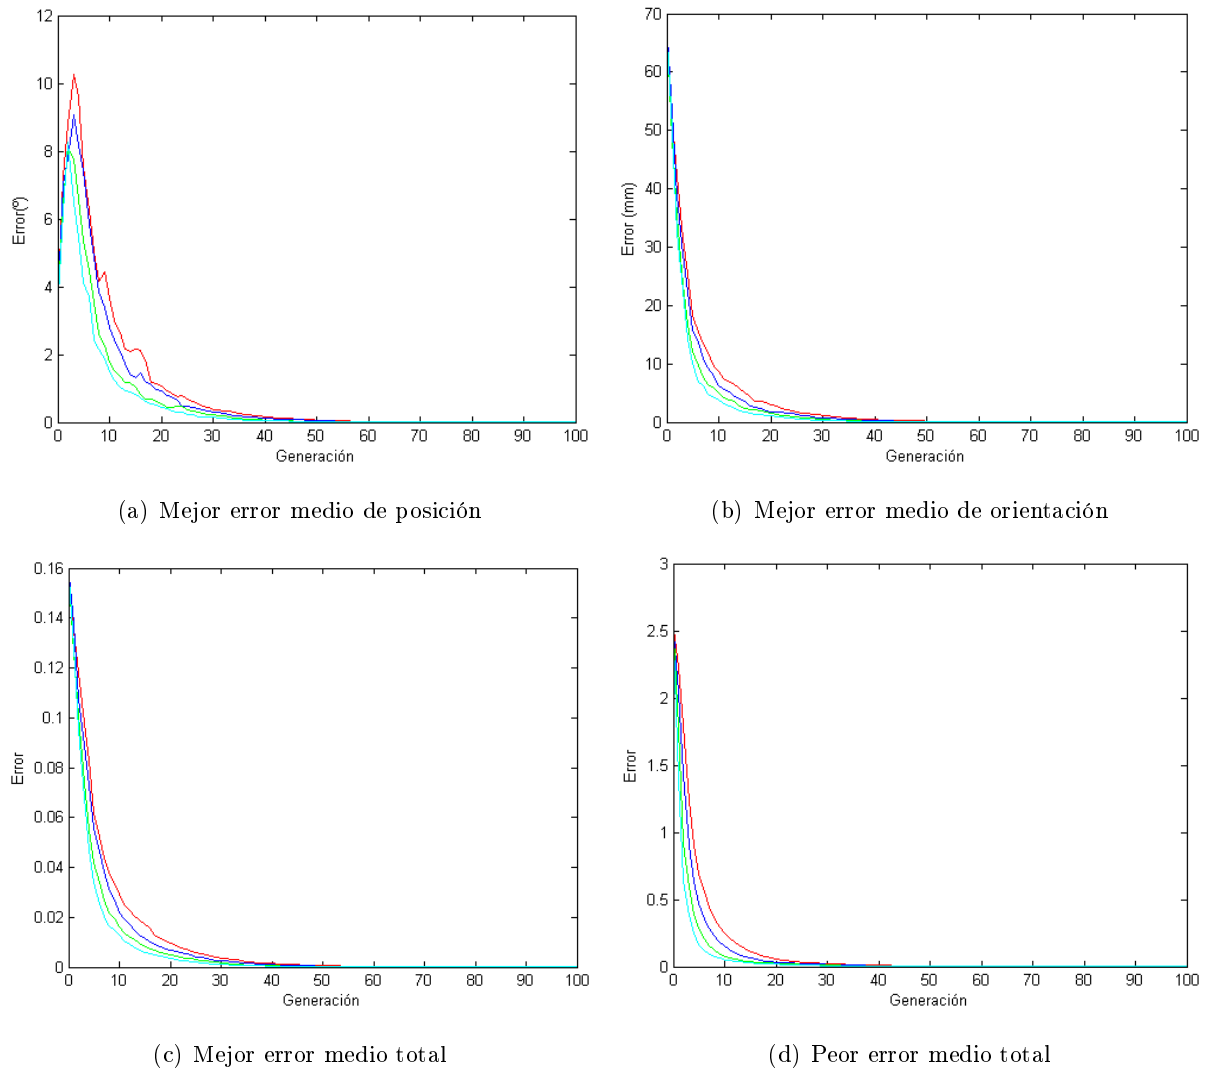 12
10
8
6
4
2
0
Error(º)
0 10 20 30 40 50 60 70 80 90 100
Generación
(a) Mejor error medio de posición
70
60
50
40
30
20
10
0
Error (mm)
0 10 20 30 40 50 60 70 80 90 100
Generación
(b) Mejor error medio de orientación
0.16
0.14
0.12
0.1
0.08
0.06
0.04
0.02
0
Error
0 10 20 30 40 50 60 70 80 90 100
Generación
(c) Mejor error medio total
3
2.5
2
1.5
1
0.5
0
Error
0 10 20 30 40 50 60 70 80 90 100
Generación
(d) Peor error medio total